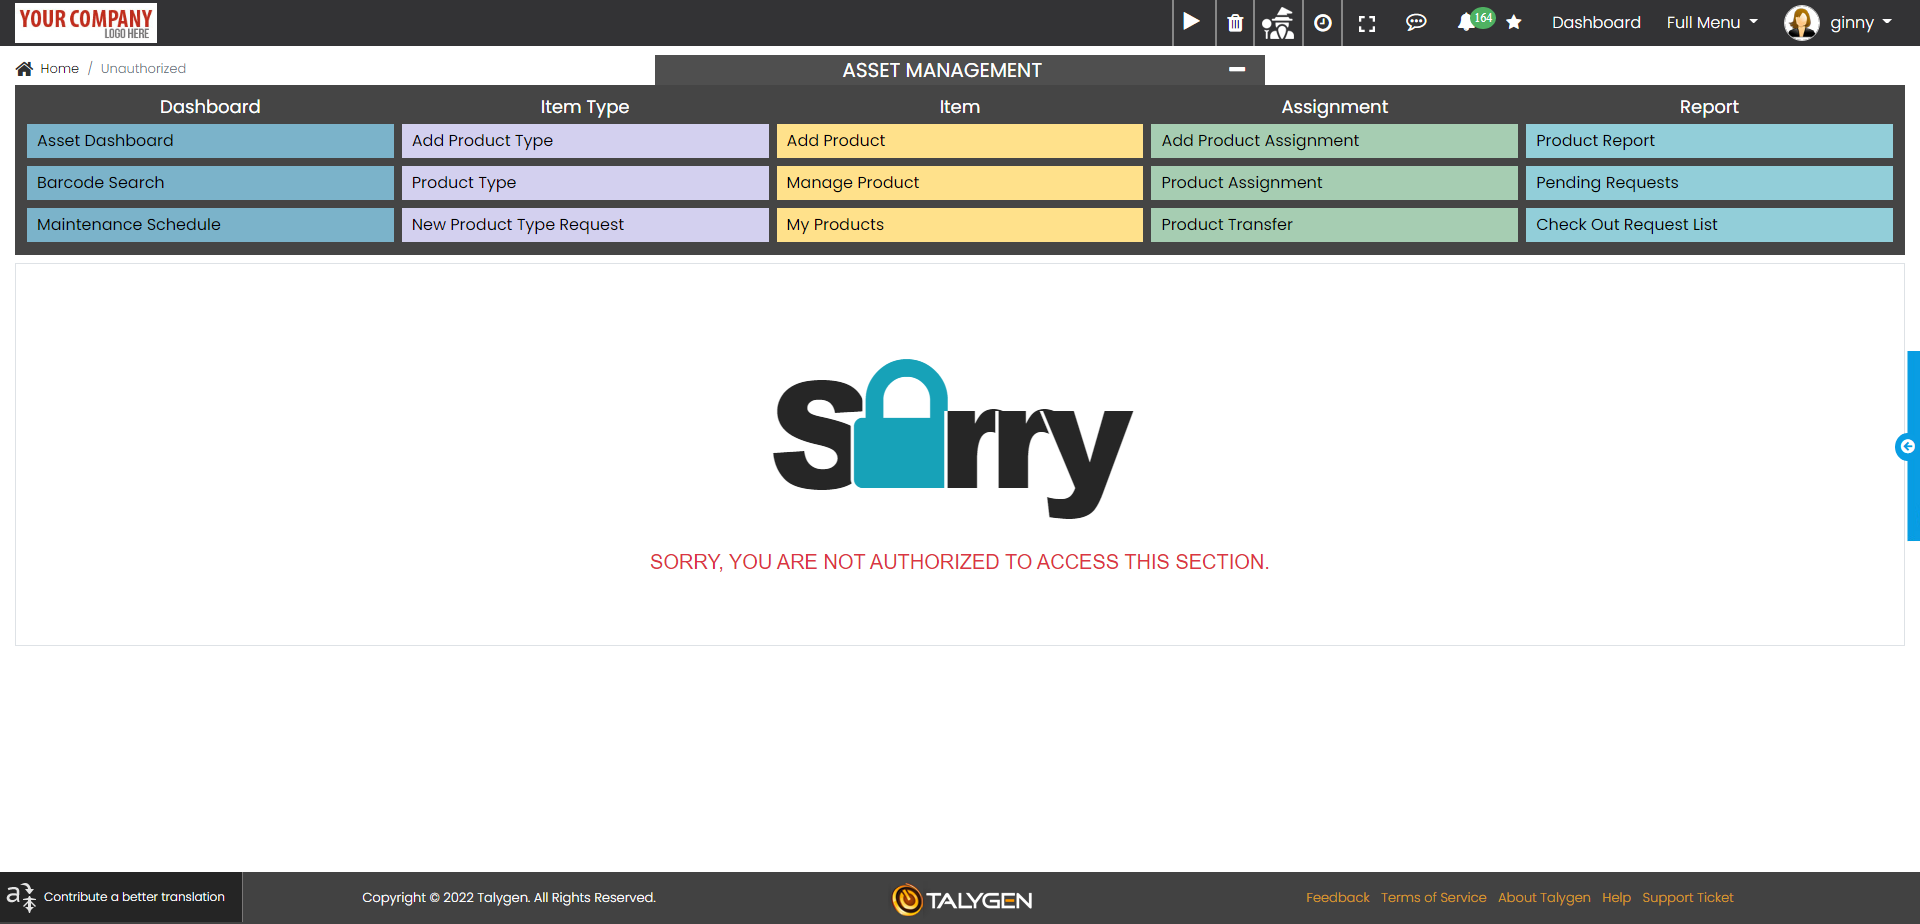 YOUR COMPANY
LOGO HERE
164
Dashboard
Full Menu
ginny
Home / Unauthorized
ASSET MANAGEMENT
Dashboard
Item Type
Item
Assignment
Report
Asset Dashboard
Add Product Type
Add Product
Add Product Assignment
Product Report
Barcode Search
Product Type
Manage Product
Product Assignment
Pending Requests
Maintenance Schedule
New Product Type Request
My Products
Product Transfer
Check Out Request List
Sorry
SORRY, YOU ARE NOT AUTHORIZED TO ACCESS THIS SECTION.
Contribute a better translation
Copyright © 2022 Talygen. All Rights Reserved.
TALYGEN
Feedback
Terms of Service
About Talygen
Help
Support Ticket